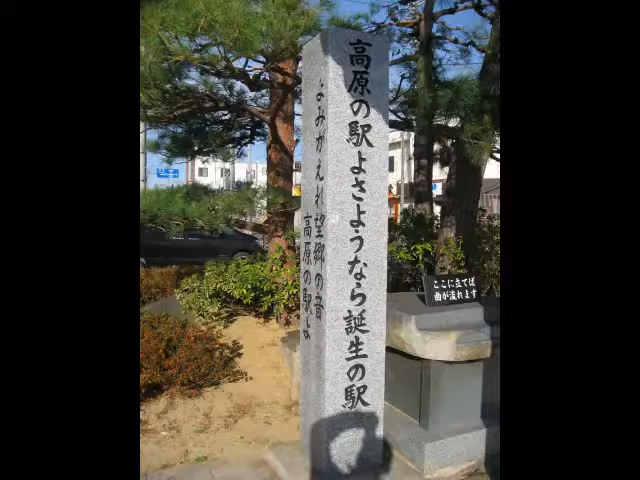 高原の駅よさようなら誕生の駅
よみがえれ望郷の音
高原の駅よ
ここに立てば
曲が流れます